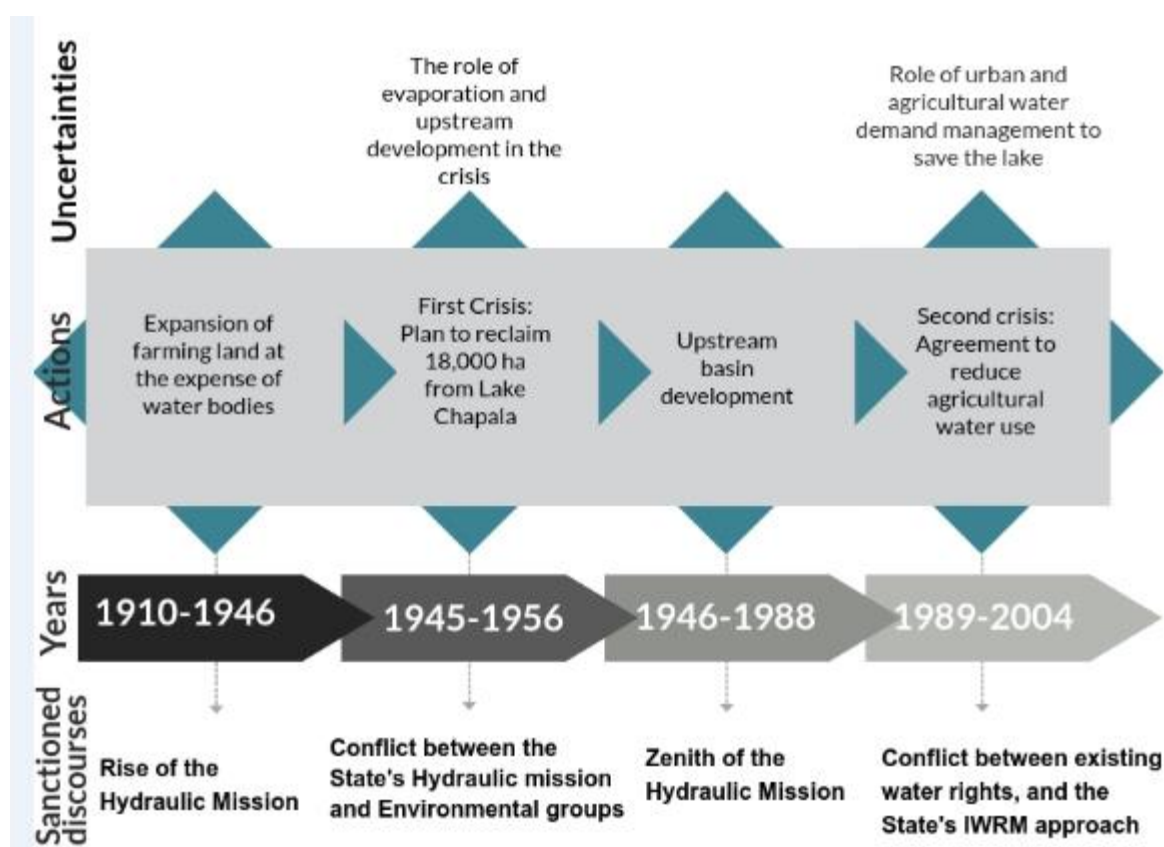 Uncertainties
The role of
evaporation and
upstream
development in the
crisis
Role of urban and
agricultural water
demand management to
save the lake
Actions
Expansion of
farming land at
the expense of
water bodies
First Crisis:
Plan to reclaim
18,000 ha
from Lake
Chapala
Upstream
basin
development
Second crisis:
Agreement to
reduce
agricultural
water use
Years
1910-1946
1945-1956
1946-1988
1989-2004
Sanctioned
discourses
Rise of the
Hydraulic Mission
Conflict between the
State's Hydraulic mission
and Environmental groups
Zenith of the
Hydraulic Mission
Conflict between existing
water rights, and the
State's IWRM approach